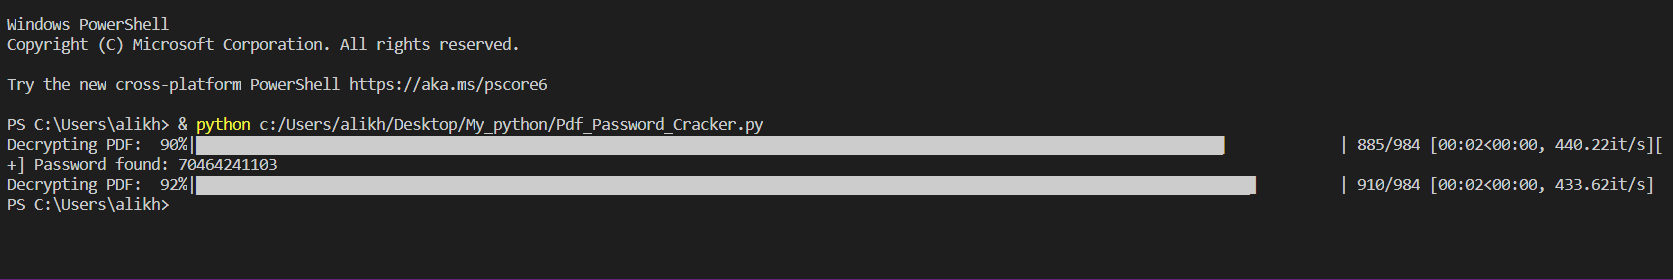 Windows PowerShell
Copyright (C) Microsoft Corporation. All rights reserved.
Try the new cross-platform PowerShell https://aka.ms/pscore6
PS C:\Users\alikh> & python c:/Users/alikh/Desktop/My_python/Pdf_Password_Cracker.py
Decrypting PDF:  90%| | 885/984 [00:02<00:00, 440.22it/s][
+] Password found: 70464241103
Decrypting PDF:  92%| | 910/984 [00:02<00:00, 433.62it/s]
PS C:\Users\alikh>